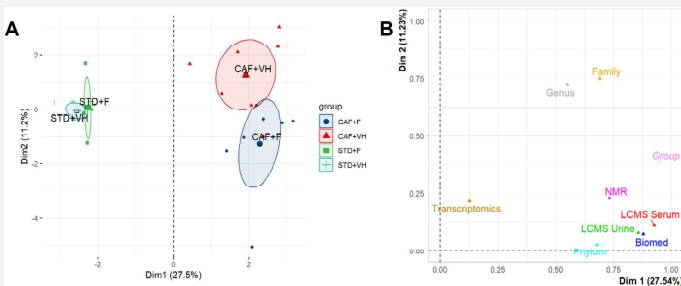 A
Dim2 (11.2%)
2
0
-2
-4
CAF+VH
STD+F
STD+VH
CAF+F
-2
0
2
Dim1 (27.5%)
group
CAF+F
CAF+VH
STD+F
STD+VH
B
Dim 2 (11.23%)
1.00
0.75
0.50
0.25
0.00
Family
Genus
Group
NMR
Transcriptomics
LCMS Serum
LCMS Urine
Biomed
Phylum
0.00
0.25
0.50
0.75
1.00
Dim 1 (27.54%)